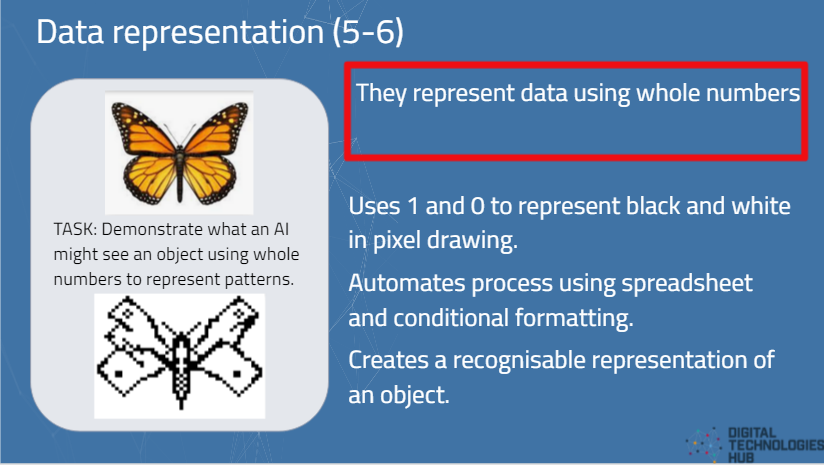 Data representation (5-6)
They represent data using whole numbers
TASK: Demonstrate what an AI
might see an object using whole
numbers to represent patterns.
Uses 1 and 0 to represent black and white
in pixel drawing.
Automates process using spreadsheet
and conditional formatting.
Creates a recognisable representation of
an object.
DIGITAL
TECHNOLOGIES
HUB